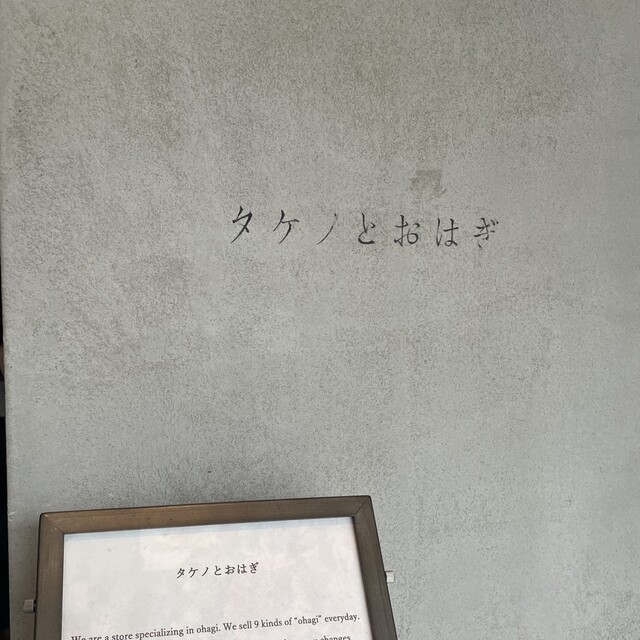 タケノとおはぎ
タケノとおはぎ
We are a store specializing in ohagi. We sell 9 kinds of “ohagi” everyday.
changes